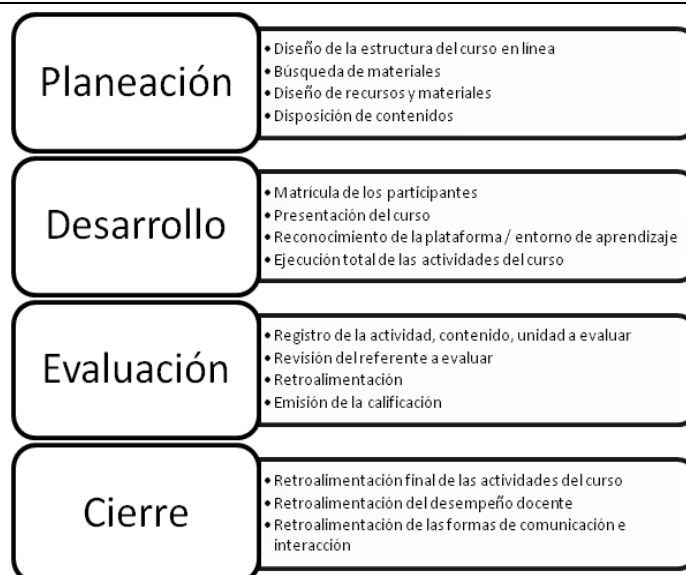 Planeación
• Diseño de la estructura del curso en línea
• Búsqueda de materiales
• Diseño de recursos y materiales
• Disposición de contenidos
Desarrollo
• Matrícula de los participantes
• Presentación del curso
• Reconocimiento de la plataforma / entorno de aprendizaje
• Ejecución total de las actividades del curso
Evaluación
• Registro de la actividad, contenido, unidad a evaluar
• Revisión del referente a evaluar
• Retroalimentación
• Emisión de la calificación
Cierre
• Retroalimentación final de las actividades del curso
• Retroalimentación del desempeño docente
• Retroalimentación de las formas de comunicación e
interacción